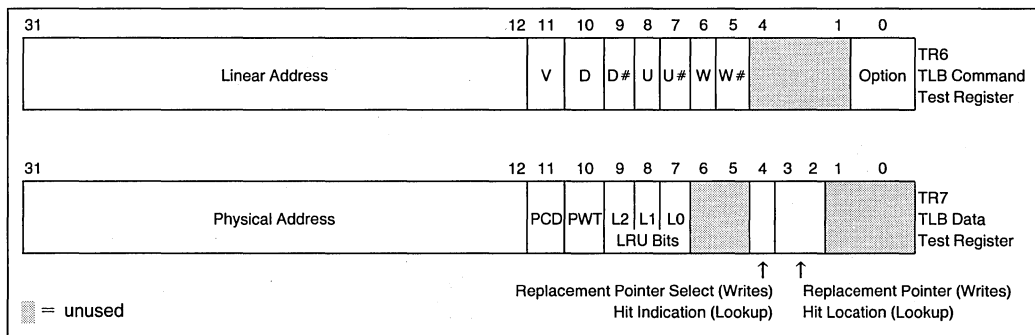 31 12 11 10 9 8 7 6 5 4 1 0
Linear Address V D D# U U# W W# Option
TR6
TLB Command
Test Register
31 12 11 10 9 8 7 6 5 4 3 2 1 0
Physical Address PCD PWT L2 L1 L0
LRU Bits
TR7
TLB Data
Test Register
↑ ↑
Replacement Pointer Select (Writes) Replacement Pointer (Writes)
Hit Indication (Lookup) Hit Location (Lookup)
= unused